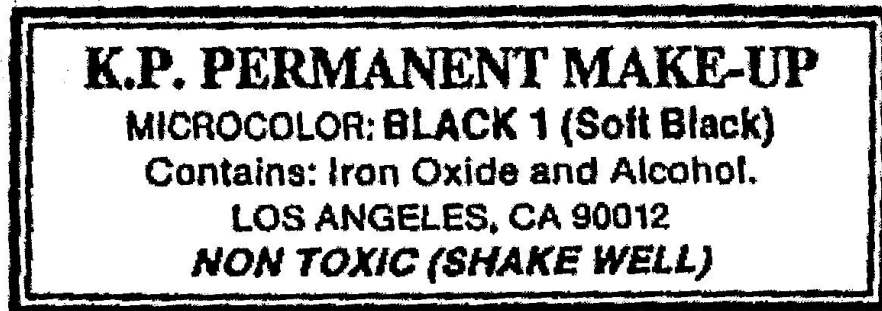 K.P. PERMANENT MAKE-UP
MICROCOLOR: BLACK 1 (Soft Black)
Contains: Iron Oxide and Alcohol.
LOS ANGELES, CA 90012
NON TOXIC (SHAKE WELL)